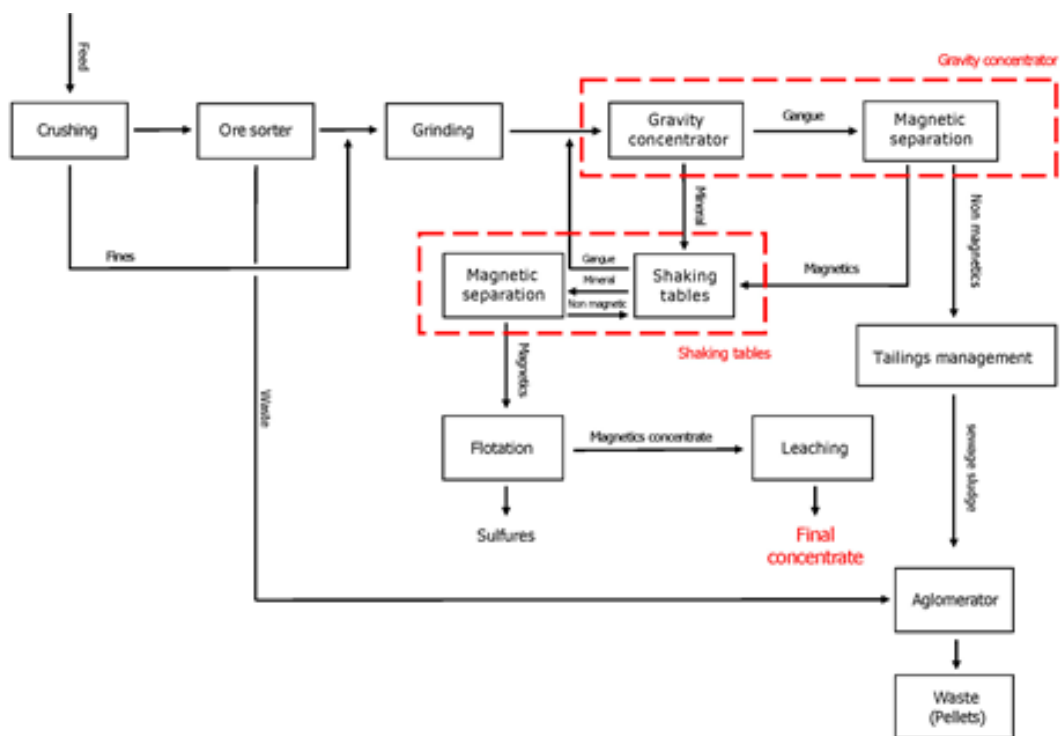 Feed
Gravity concentrator
Crushing
Ore sorter
Grinding
Gravity
concentrator
Gangue
Magnetic
separation
Mineral
Non magnetics
Fines
Magnetic
separation
Gangue
Mineral
Non magnetic
Shaking
tables
Magnetics
Shaking tables
Magnetics
Tailings management
Waste
Flotation
Magnetics concentrate
Leaching
sewage sludge
Sulfures
Final
concentrate
Aglomerator
Waste
(Pellets)